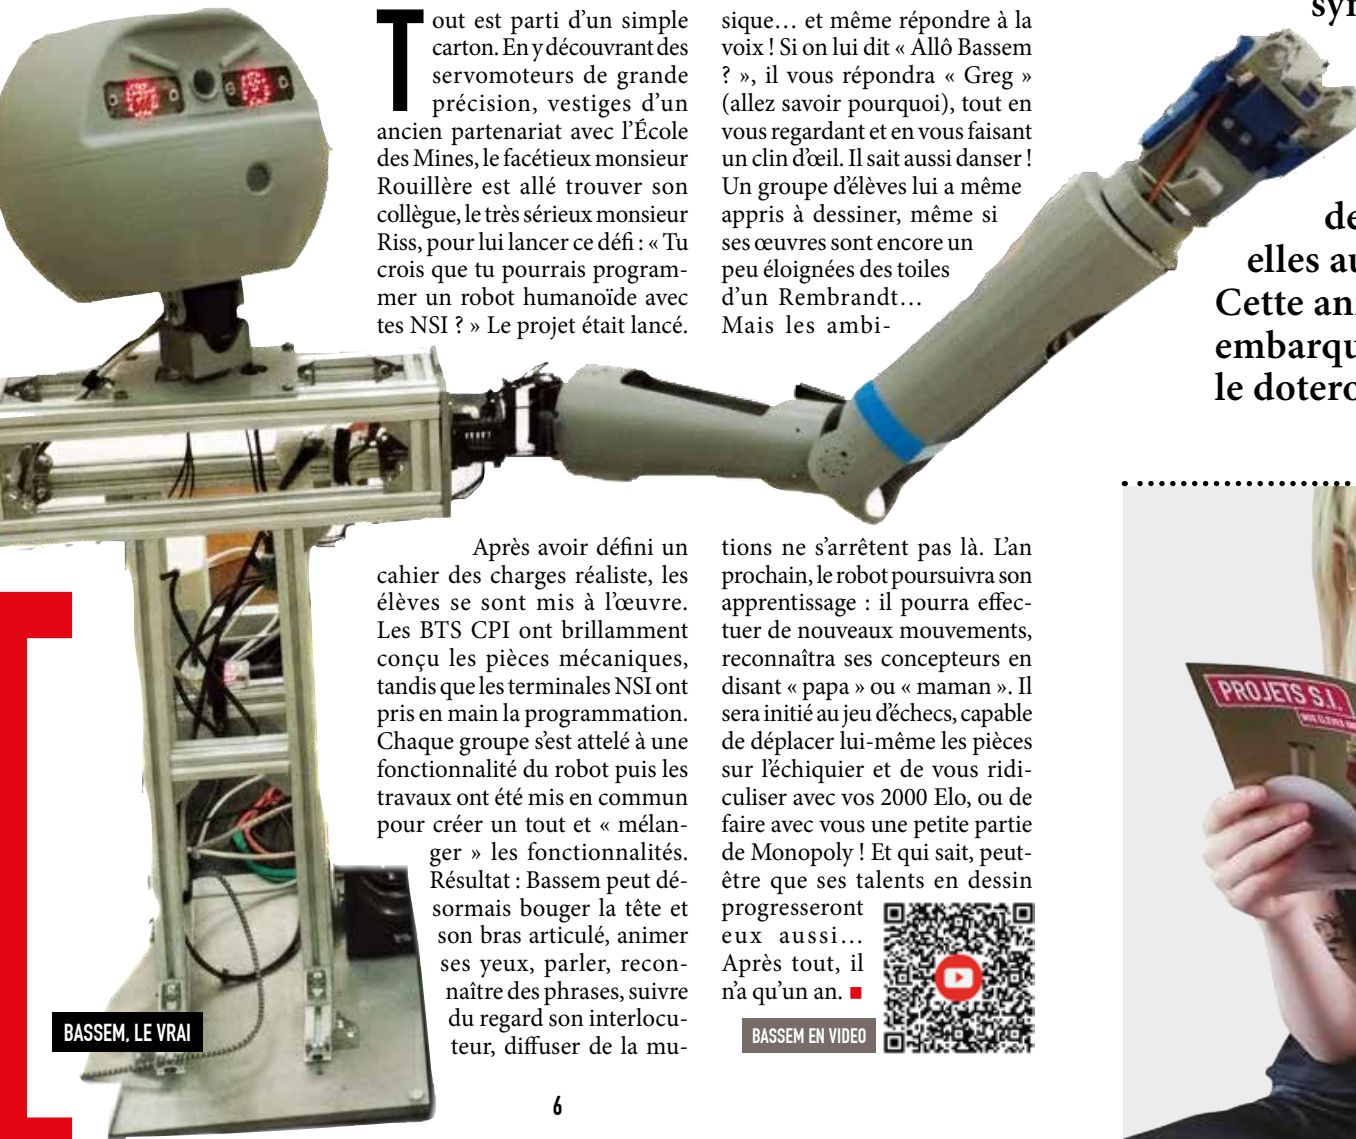 Tout est parti d'un simple
carton. En y découvrant des
servomoteurs de grande
précision, vestiges d'un
ancien partenariat avec l'École
des Mines, le facétieux monsieur
Rouillère est allé trouver son
collègue, le très sérieux monsieur
Riss, pour lui lancer ce défi : « Tu
crois que tu pourrais program-
mer un robot humanoïde avec
tes NSI ? » Le projet était lancé.
Après avoir défini un
cahier des charges réaliste, les
élèves se sont mis à l'œuvre.
Les BTS CPI ont brillamment
conçu les pièces mécaniques,
tandis que les terminales NSI ont
pris en main la programmation.
Chaque groupe s'est attelé à une
fonctionnalité du robot puis les
travaux ont été mis en commun
pour créer un tout et « mélan-
ger » les fonctionnalités.
Résultat : Bassem peut dé-
sormais bouger la tête et
son bras articulé, animer
ses yeux, parler, recon-
naître des phrases, suivre
du regard son interlocu-
teur, diffuser de la mu-
sique… et même répondre à la
voix ! Si on lui dit « Allô Bassem
? », il vous répondra « Greg »
(allez savoir pourquoi), tout en
vous regardant et en vous faisant
un clin d'œil. Il sait aussi danser !
Un groupe d'élèves lui a même
appris à dessiner, même si
ses œuvres sont encore un
peu éloignées des toiles
d'un Rembrandt…
Mais les ambi-
tions ne s'arrêtent pas là. L'an
prochain, le robot poursuivra son
apprentissage : il pourra effec-
tuer de nouveaux mouvements,
reconnaîtra ses concepteurs en
disant « papa » ou « maman ». Il
sera initié au jeu d'échecs, capable
de déplacer lui-même les pièces
sur l'échiquier et de vous ridi-
culiser avec vos 2000 Elo, ou de
faire avec vous une petite partie
de Monopoly ! Et qui sait, peut-
être que ses talents en dessin
progresseront
eux aussi…
Après tout, il
n'a qu'un an.
BASSEM EN VIDEO
BASSEM, LE VRAI
6
syn
de
elles au
Cette an
embarqu
le dotero
PROJETS S.I.
NOS ÉLÈVES